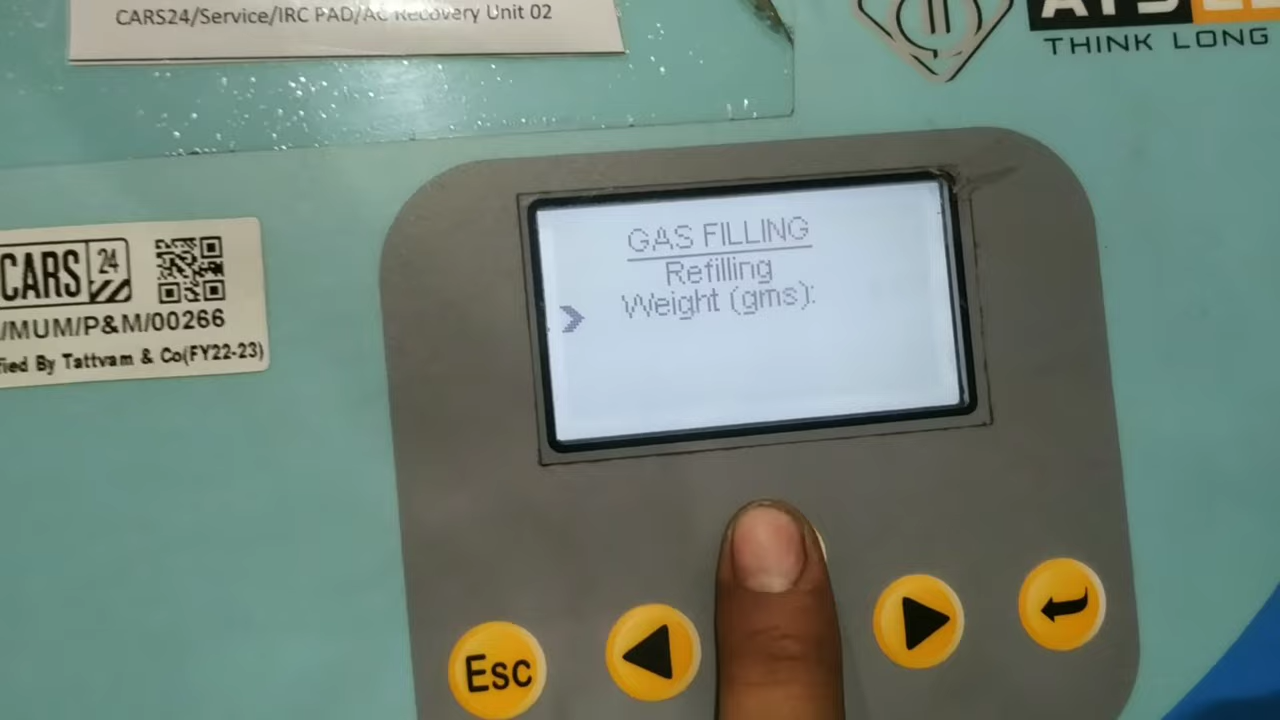 CARS24/Service/IRC PAD/AC Recovery Unit 02
THINK LONG
CARS 24
/MUM/P&M/00266
fied By Tattvam & Co(FY22-23)
GAS FILLING
Refilling
Weight (gms):
Esc